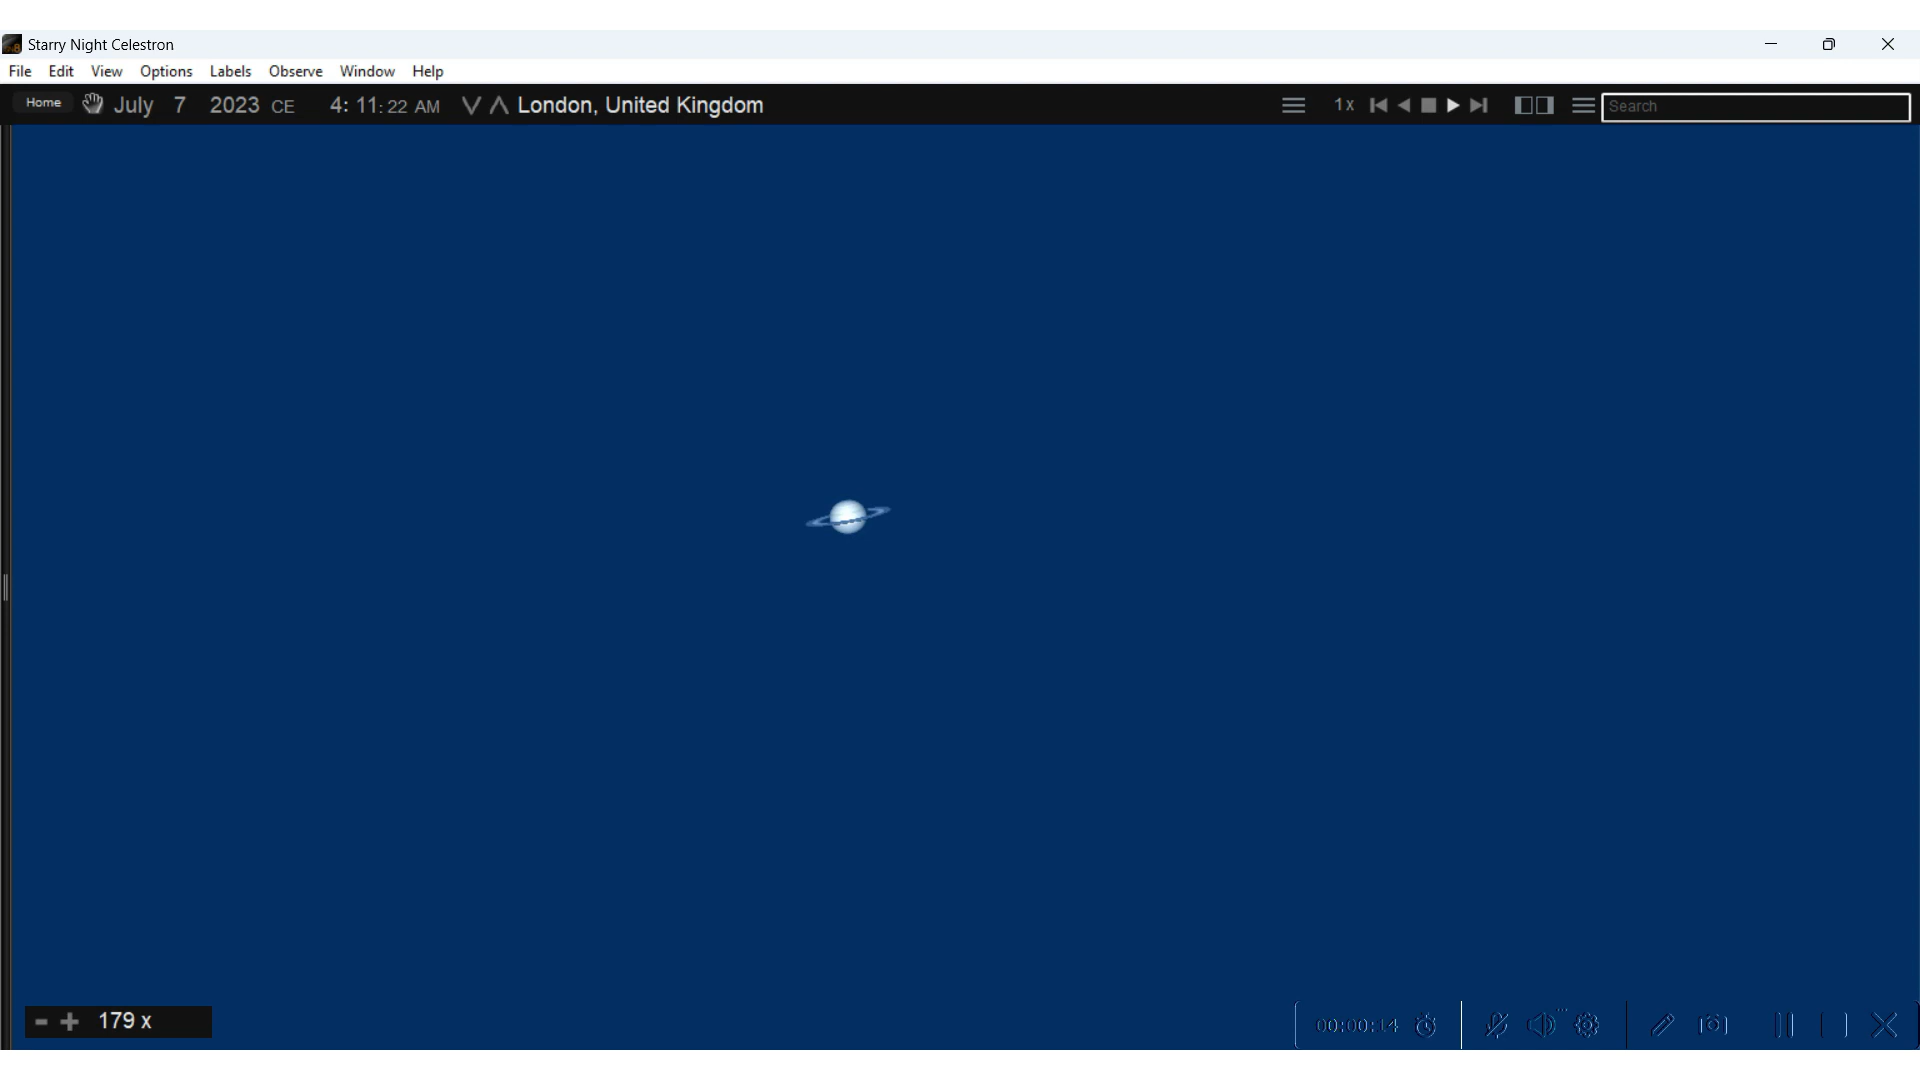 Starry Night Celestron
File Edit View Options Labels Observe Window Help
Home July 7 2023 CE 4: 11: 22 AM London, United Kingdom 1x Search
179 x
00:00:14